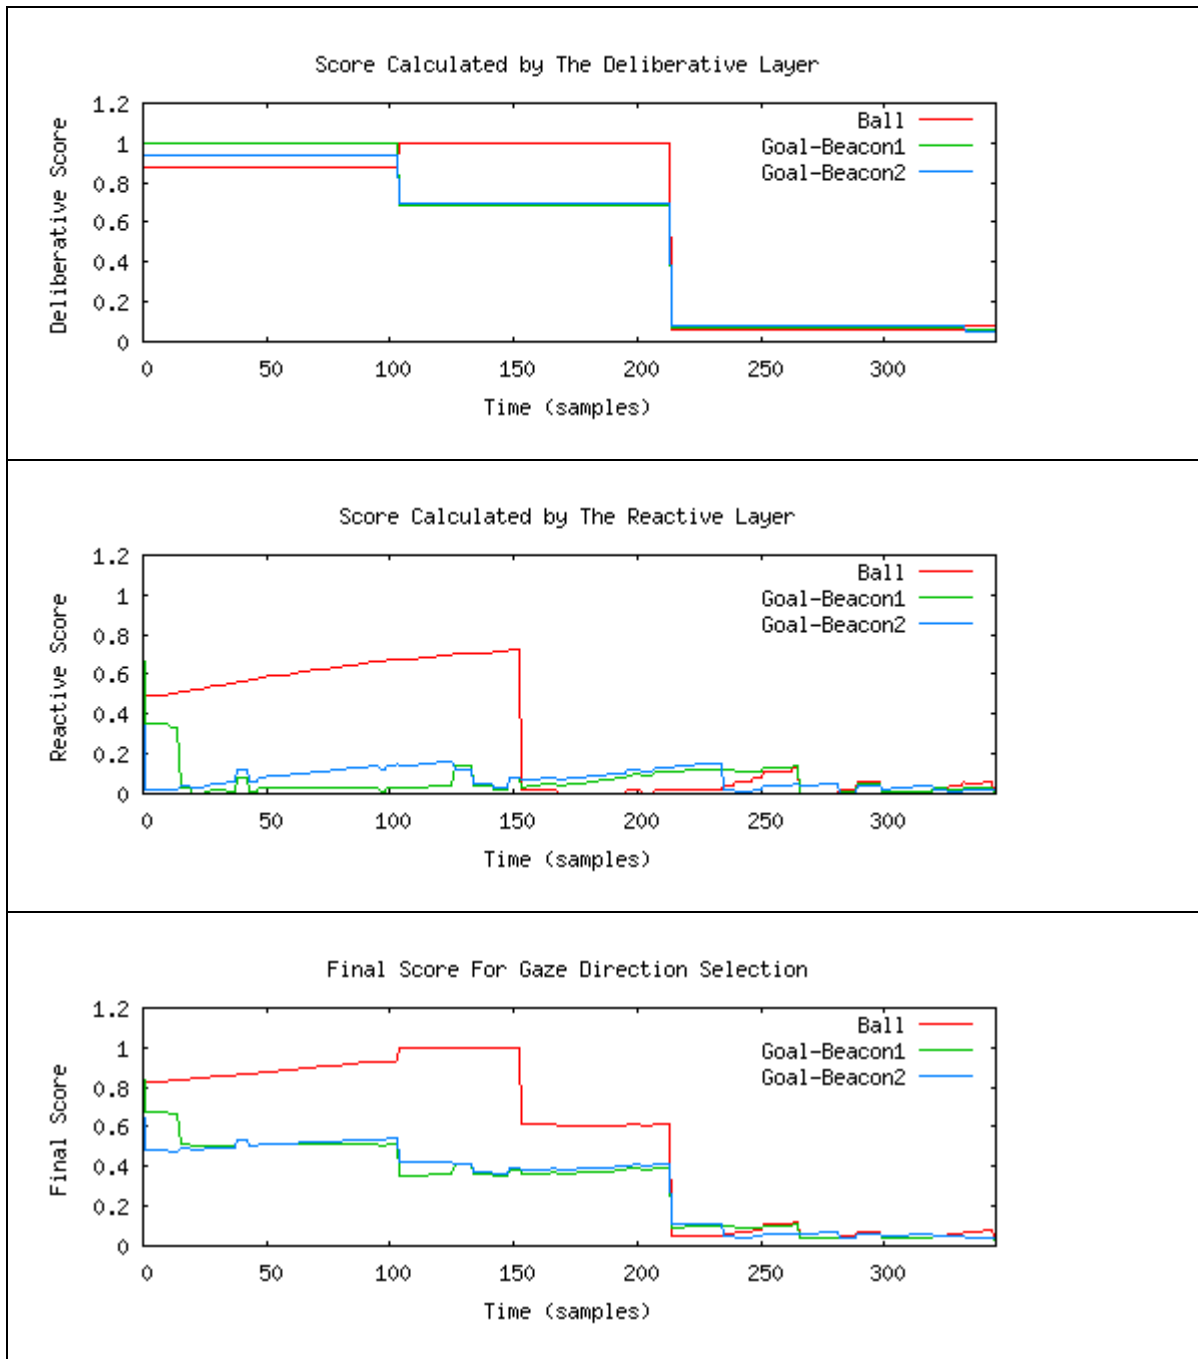 Score Calculated by The Deliberative Layer
1.2
1
0.8
0.6
0.4
0.2
0
Deliberative Score
Ball
Goal-Beacon1
Goal-Beacon2
0 50 100 150 200 250 300
Time (samples)
Score Calculated by The Reactive Layer
1.2
1
0.8
0.6
0.4
0.2
0
Reactive Score
Ball
Goal-Beacon1
Goal-Beacon2
0 50 100 150 200 250 300
Time (samples)
Final Score For Gaze Direction Selection
1.2
1
0.8
0.6
0.4
0.2
0
Final Score
Ball
Goal-Beacon1
Goal-Beacon2
0 50 100 150 200 250 300
Time (samples)